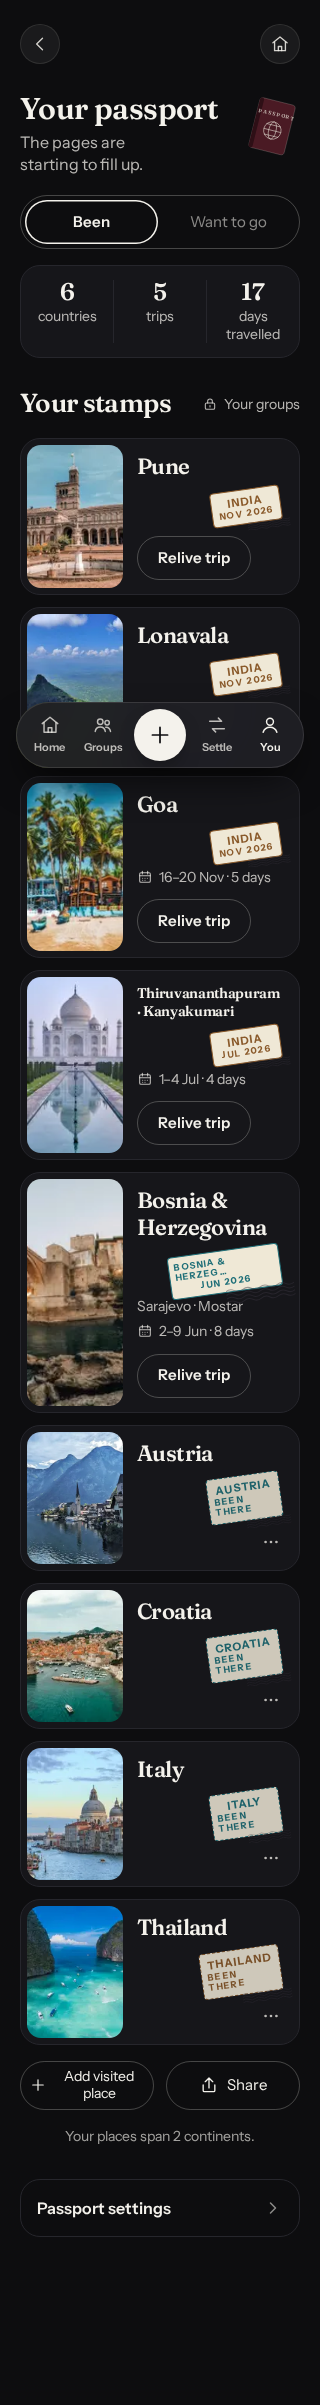 Your passport
PASSPORT
The pages are
starting to fill up.
Been
Want to go
6
countries
5
trips
17
days
travelled
Your stamps
Your groups
Pune
INDIA
NOV 2026
Relive trip
Lonavala
INDIA
NOV 2026
Home
Groups
Settle
You
Goa
INDIA
NOV 2026
16–20 Nov · 5 days
Relive trip
Thiruvananthapuram
· Kanyakumari
INDIA
JUL 2026
1–4 Jul · 4 days
Relive trip
Bosnia &
Herzegovina
BOSNIA &
HERZEG...
JUN 2026
Sarajevo · Mostar
2–9 Jun · 8 days
Relive trip
Austria
AUSTRIA
BEEN
THERE
Croatia
CROATIA
BEEN
THERE
Italy
ITALY
BEEN
THERE
Thailand
THAILAND
BEEN
THERE
Add visited
place
Share
Your places span 2 continents.
Passport settings